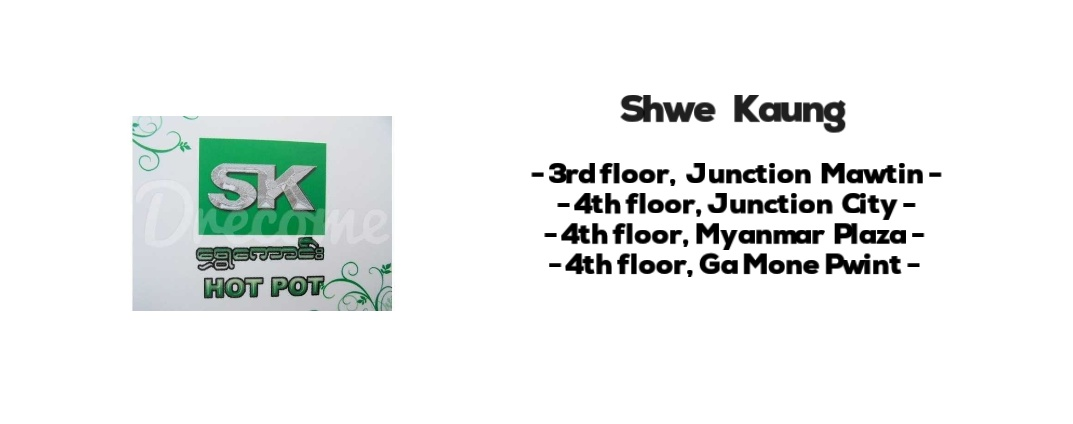 Shwe Kaung
SK
Drecome
ရွှေကောင်း
HOT POT
- 3rd floor, Junction Mawtin -
- 4th floor, Junction City -
- 4th floor, Myanmar Plaza -
- 4th floor, Ga Mone Pwint -